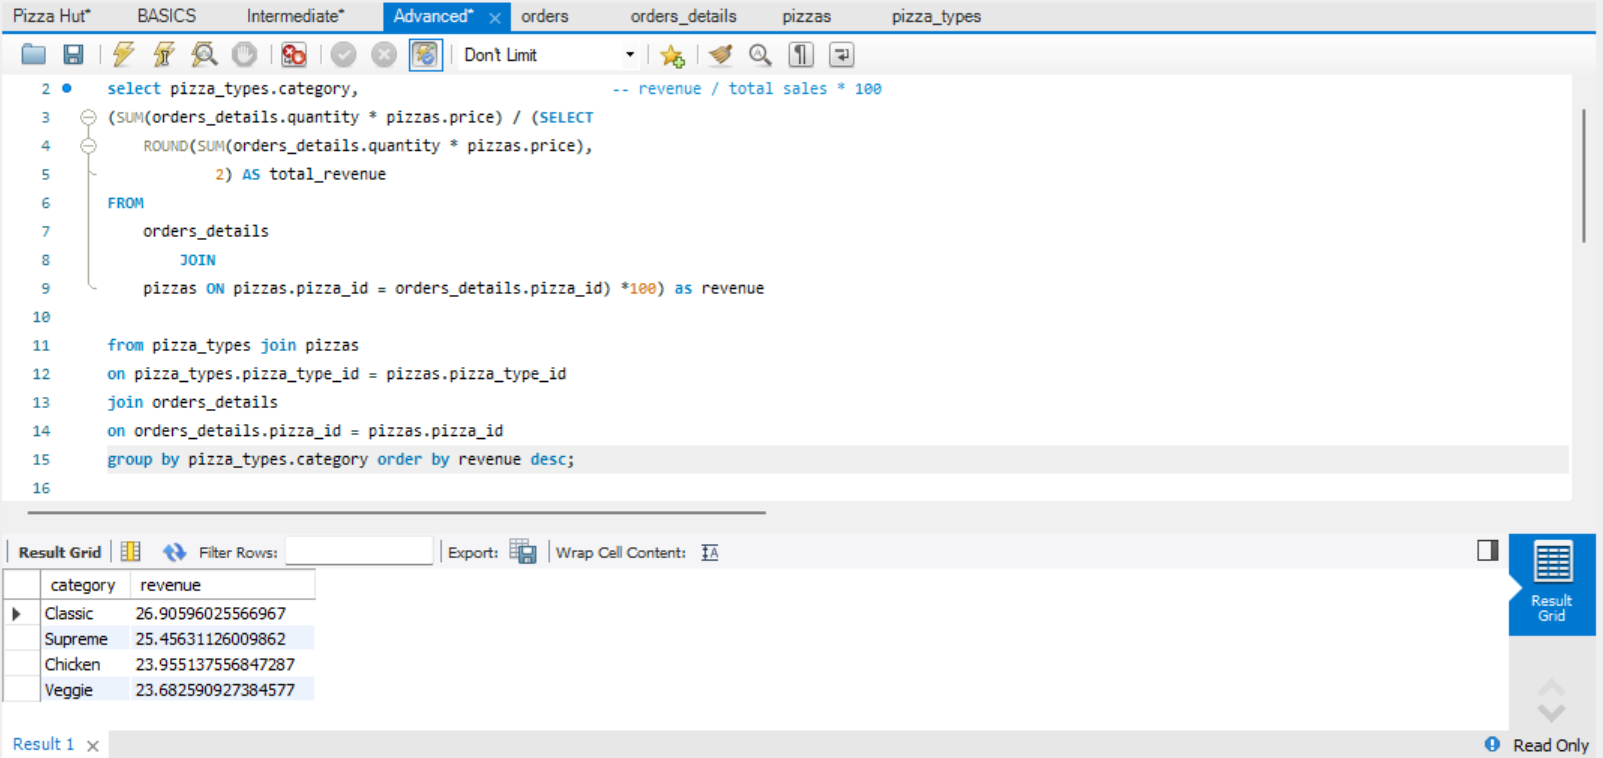 Pizza Hut* BASICS Intermediate* Advanced* orders orders_details pizzas pizza_types
Don't Limit
2 select pizza_types.category, -- revenue / total sales * 100
3 (SUM(orders_details.quantity * pizzas.price) / (SELECT
4 ROUND(SUM(orders_details.quantity * pizzas.price),
5 2) AS total_revenue
6 FROM
7 orders_details
8 JOIN
9 pizzas ON pizzas.pizza_id = orders_details.pizza_id) *100) as revenue
10
11 from pizza_types join pizzas
12 on pizza_types.pizza_type_id = pizzas.pizza_type_id
13 join orders_details
14 on orders_details.pizza_id = pizzas.pizza_id
15 group by pizza_types.category order by revenue desc;
16
Result Grid Filter Rows: Export: Wrap Cell Content: IA
category revenue
Classic 26.90596025566967
Supreme 25.45631126009862
Chicken 23.955137556847287
Veggie 23.682590927384577
Result
Grid
Result 1 Read Only